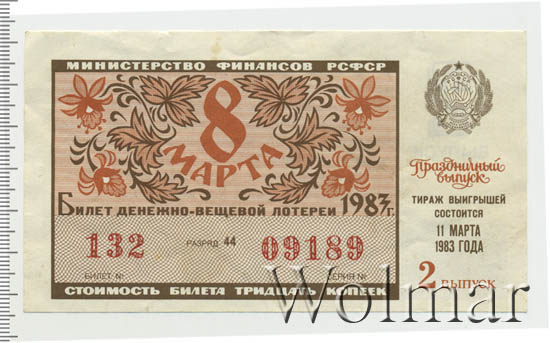 МИНИСТЕРСТВО ФИНАНСОВ РСФСР
8
МАРТА
БИЛЕТ ДЕНЕЖНО-ВЕЩЕВОЙ ЛОТЕРЕИ 1983г.
132 РАЗРЯД 44 09189
БИЛЕТ № СЕРИЯ №
СТОИМОСТЬ БИЛЕТА ТРИДЦАТЬ КОПЕЕК
Праздничный
выпуск
ТИРАЖ ВЫИГРЫШЕЙ
СОСТОИТСЯ
11 МАРТА
1983 ГОДА
2 ВЫПУСК
Wolmar